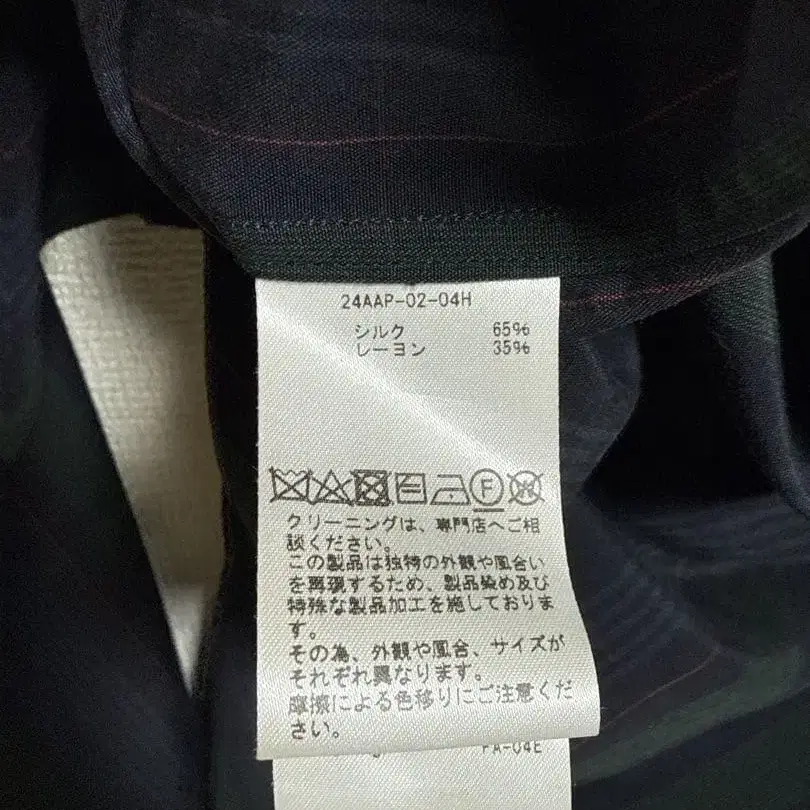 24AAP-02-04H
シルク 65%
レーヨン 35%
F W
クリーニングは、専門店へご相
談ください。
この製品は独特の外観や風合い
を再現するため、製品染め及び
特殊な製品加工を施しておりま
す。
その為、外観や風合、サイズが
それぞれ異なります。
摩擦による色移りにご注意くだ
さい。
FA-04E